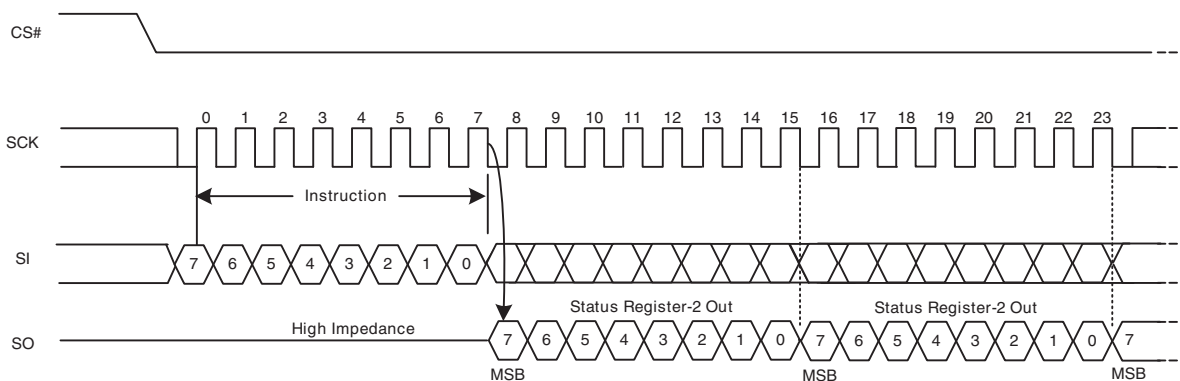 CS#
0 1 2 3 4 5 6 7 8 9 10 11 12 13 14 15 16 17 18 19 20 21 22 23
SCK
Instruction
SI
7 6 5 4 3 2 1 0
Status Register-2 Out Status Register-2 Out
High Impedance
SO
7 6 5 4 3 2 1 0 7 6 5 4 3 2 1 0 7
MSB MSB MSB